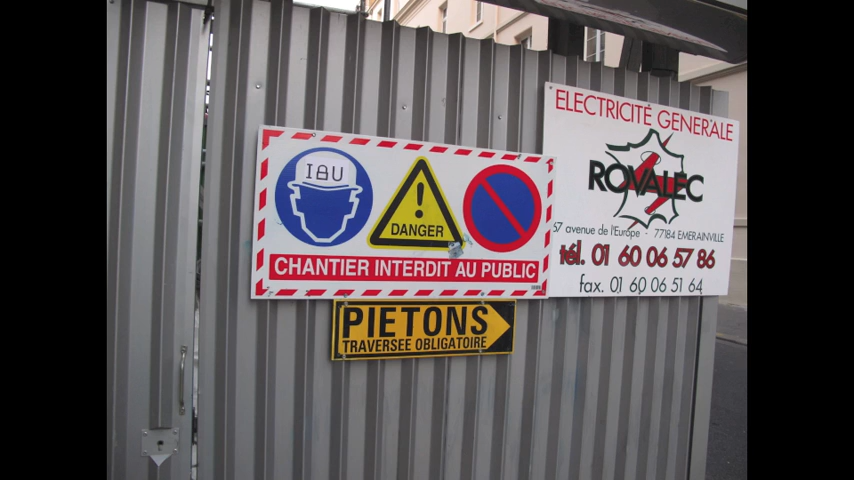 IAU
DANGER
CHANTIER INTERDIT AU PUBLIC
PIETONS
TRAVERSEE OBLIGATOIRE
ELECTRICITÉ GENERALE
ROVALEC
57 avenue de l'Europe - 77184 EMERAINVILLE
tél. 01 60 06 57 86
fax. 01 60 06 51 64